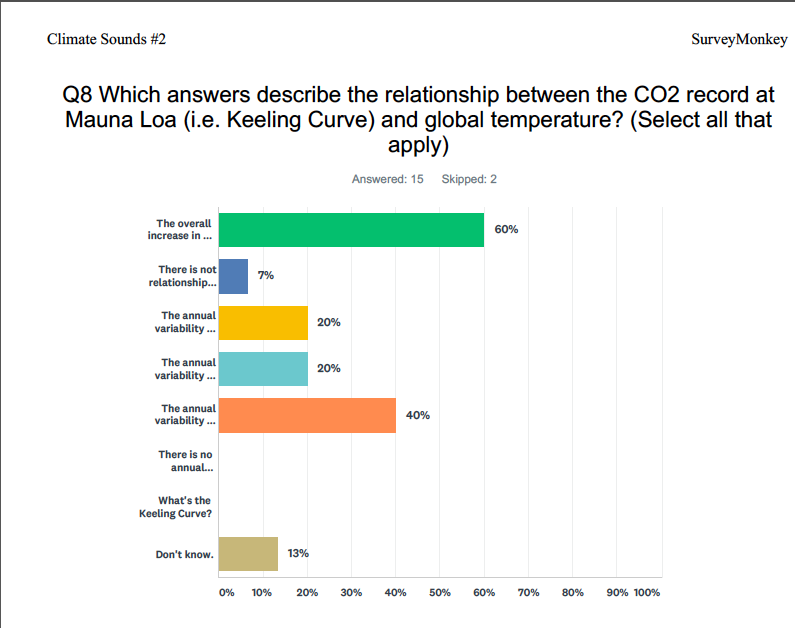 Climate Sounds #2 SurveyMonkey
Q8 Which answers describe the relationship between the CO2 record at
Mauna Loa (i.e. Keeling Curve) and global temperature? (Select all that
apply)
Answered: 15 Skipped: 2
The overall
increase in ...
60%
There is not
relationship...
7%
The annual
variability ...
20%
The annual
variability ...
20%
The annual
variability ...
40%
There is no
annual...
What's the
Keeling Curve?
Don't know.
13%
0% 10% 20% 30% 40% 50% 60% 70% 80% 90% 100%